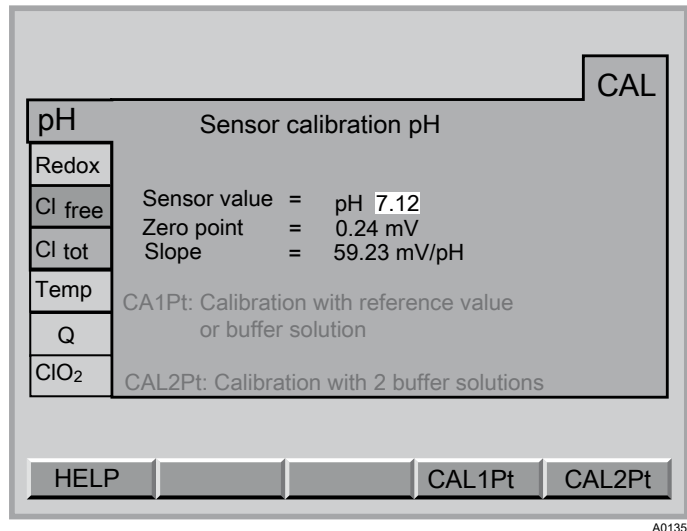 CAL
pH
Sensor calibration pH
Redox
Cl free
Cl tot
Temp
Q
ClO2
Sensor value = pH 7.12
Zero point = 0.24 mV
Slope = 59.23 mV/pH
CA1Pt: Calibration with reference value
or buffer solution
CAL2Pt: Calibration with 2 buffer solutions
HELP
CAL1Pt
CAL2Pt
A0135